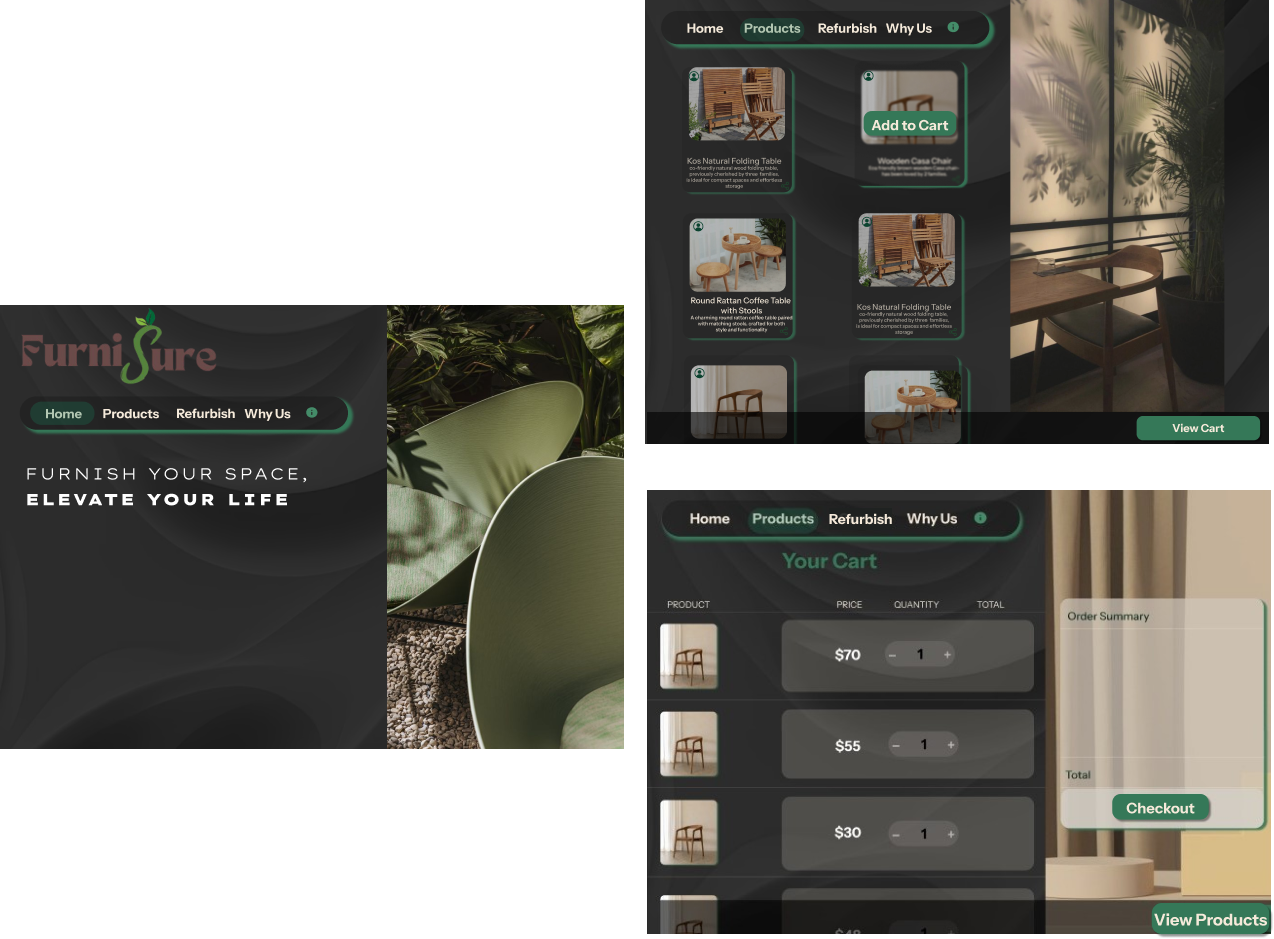 FurniSure
Home Products Refurbish Why Us
FURNISH YOUR SPACE,
ELEVATE YOUR LIFE
Home Products Refurbish Why Us
Kos Natural Folding Table
co-friendly natural wood folding table,
previously cherished by three families,
is ideal for compact spaces and effortless
storage
Add to Cart
Wooden Casa Chair
Eco friendly brown wooden Casa chair
has been loved by 2 families.
Round Rattan Coffee Table
with Stools
A charming round rattan coffee table paired
with matching stools, crafted for both
style and functionality
Kos Natural Folding Table
co-friendly natural wood folding table,
previously cherished by three families,
is ideal for compact spaces and effortless
storage
View Cart
Home Products Refurbish Why Us
Your Cart
PRODUCT PRICE QUANTITY TOTAL
$70 – 1 +
$55 – 1 +
$30 – 1 +
Order Summary
Total
Checkout
View Products